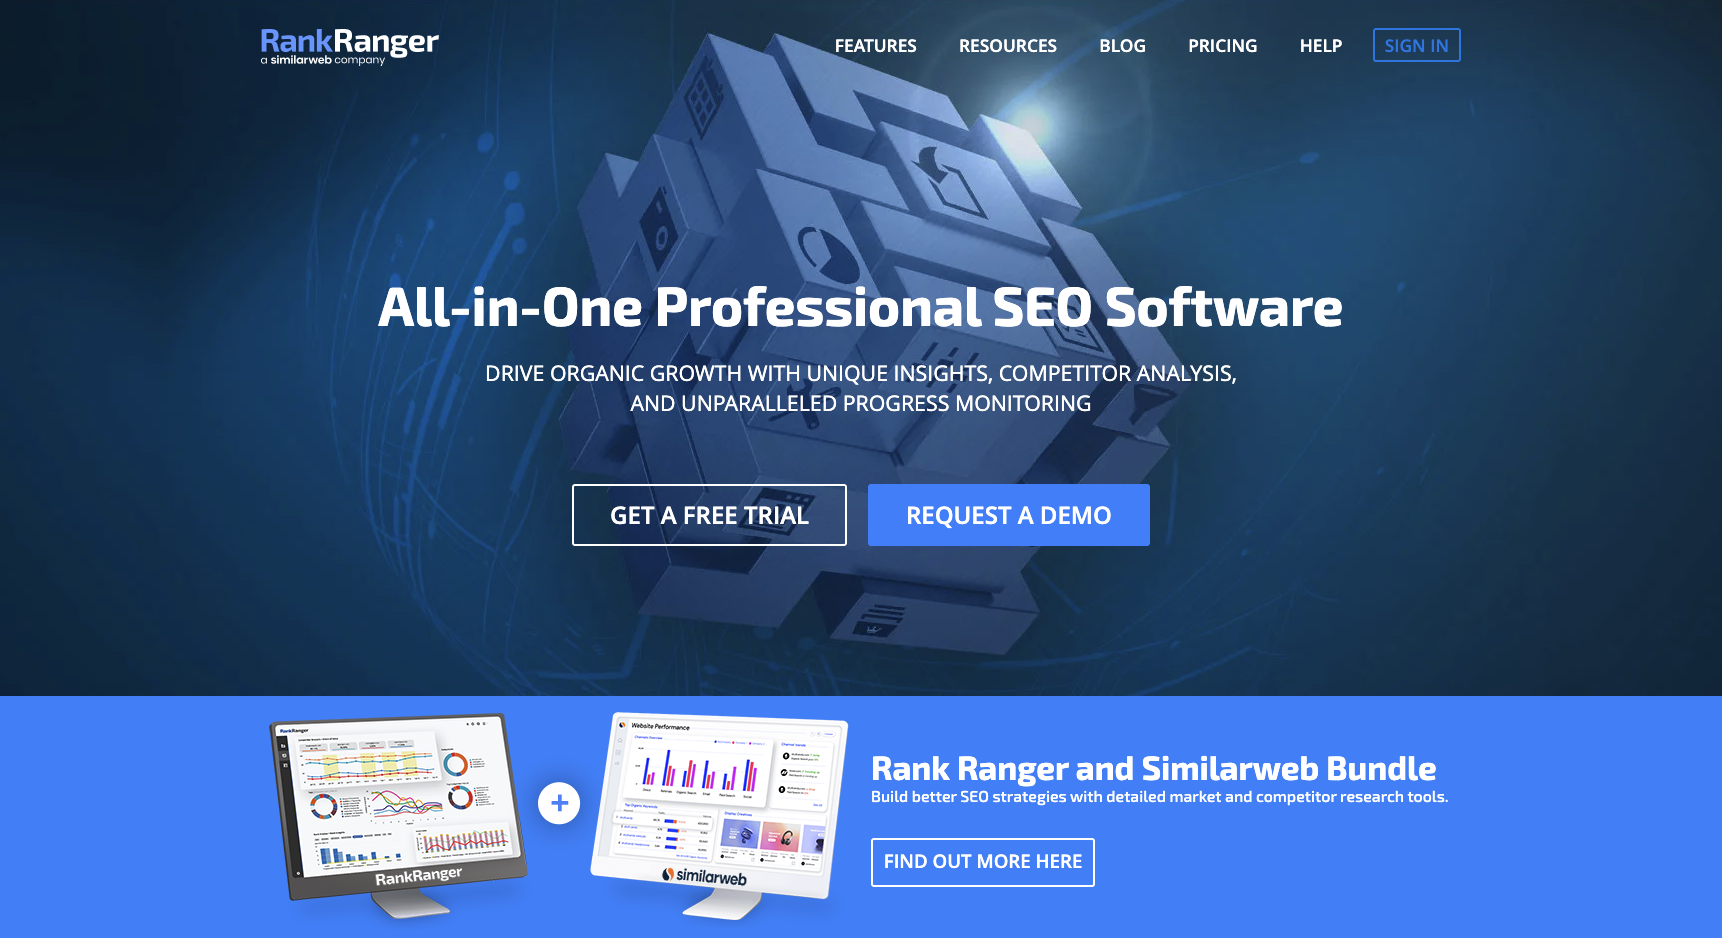 RankRanger
a similarweb company
FEATURES
RESOURCES
BLOG
PRICING
HELP
SIGN IN
All-in-One Professional SEO Software
DRIVE ORGANIC GROWTH WITH UNIQUE INSIGHTS, COMPETITOR ANALYSIS,
AND UNPARALLELED PROGRESS MONITORING
GET A FREE TRIAL
REQUEST A DEMO
RankRanger
RankRanger
+
Website Performance
similarweb
Rank Ranger and Similarweb Bundle
Build better SEO strategies with detailed market and competitor research tools.
FIND OUT MORE HERE